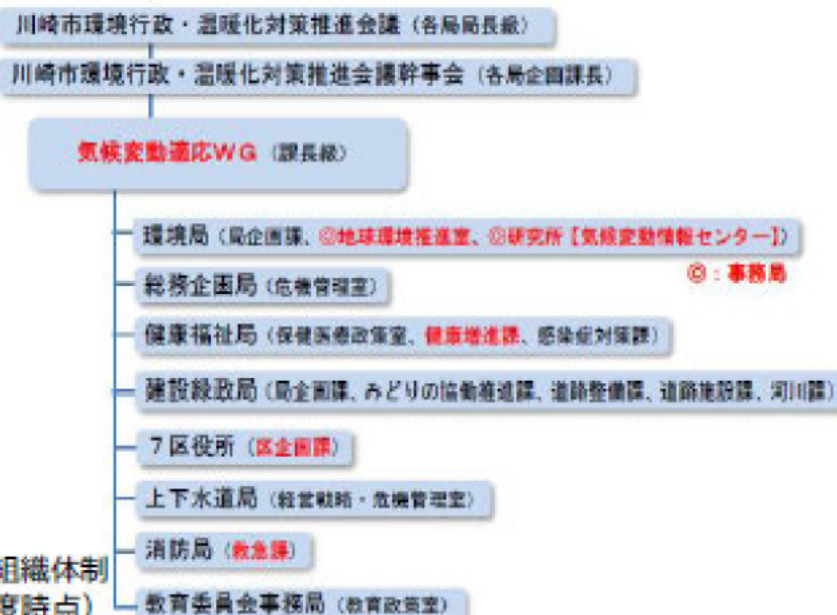 川崎市環境行政・温暖化対策推進会議（各局局長級）
川崎市環境行政・温暖化対策推進会議幹事会（各局企画課長）
気候変動適応WG（課長級）
環境局（局企画課、◎地球環境推進室、◎研究所【気候変動情報センター】）
◎：事務局
総務企画局（危機管理室）
健康福祉局（保健医療政策室、健康増進課、感染症対策課）
建設緑政局（局企画課、みどりの協働推進課、道路整備課、道路施設課、河川課）
７区役所（区企画課）
上下水道局（経営戦略・危機管理室）
消防局（救急課）
組織体制
度時点）
教育委員会事務局（教育政策室）